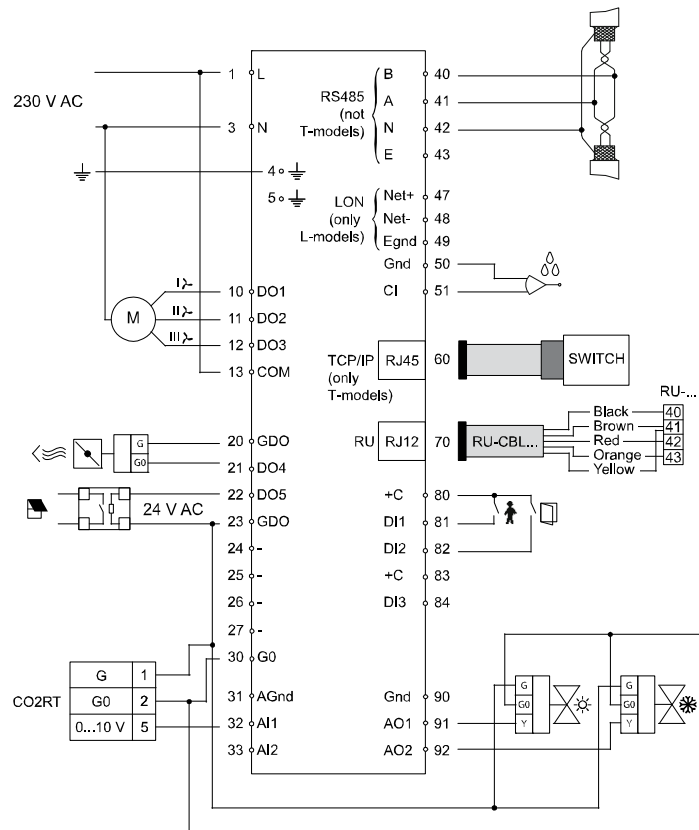 230 V AC
1 L
3 N
4
5
M
I
II
III
10 DO1
11 DO2
12 DO3
13 COM
G
G0
20 GDO
21 DO4
24 V AC
22 DO5
23 GDO
24 -
25 -
26 -
27 -
30 G0
31 AGnd
32 AI1
33 AI2
CO2RT
G 1
G0 2
0...10 V 5
RS485
(not
T-models)
B 40
A 41
N 42
E 43
LON
(only
L-models)
Net+ 47
Net- 48
Egnd 49
Gnd 50
CI 51
TCP/IP
(only
T-models)
RJ45 60
SWITCH
RU RJ12 70
RU-CBL...
RU-...
Black 40
Brown 41
Red 42
Orange 43
Yellow
+C 80
DI1 81
DI2 82
+C 83
DI3 84
Gnd 90
AO1 91
AO2 92
G
G0
Y
G
G0
Y